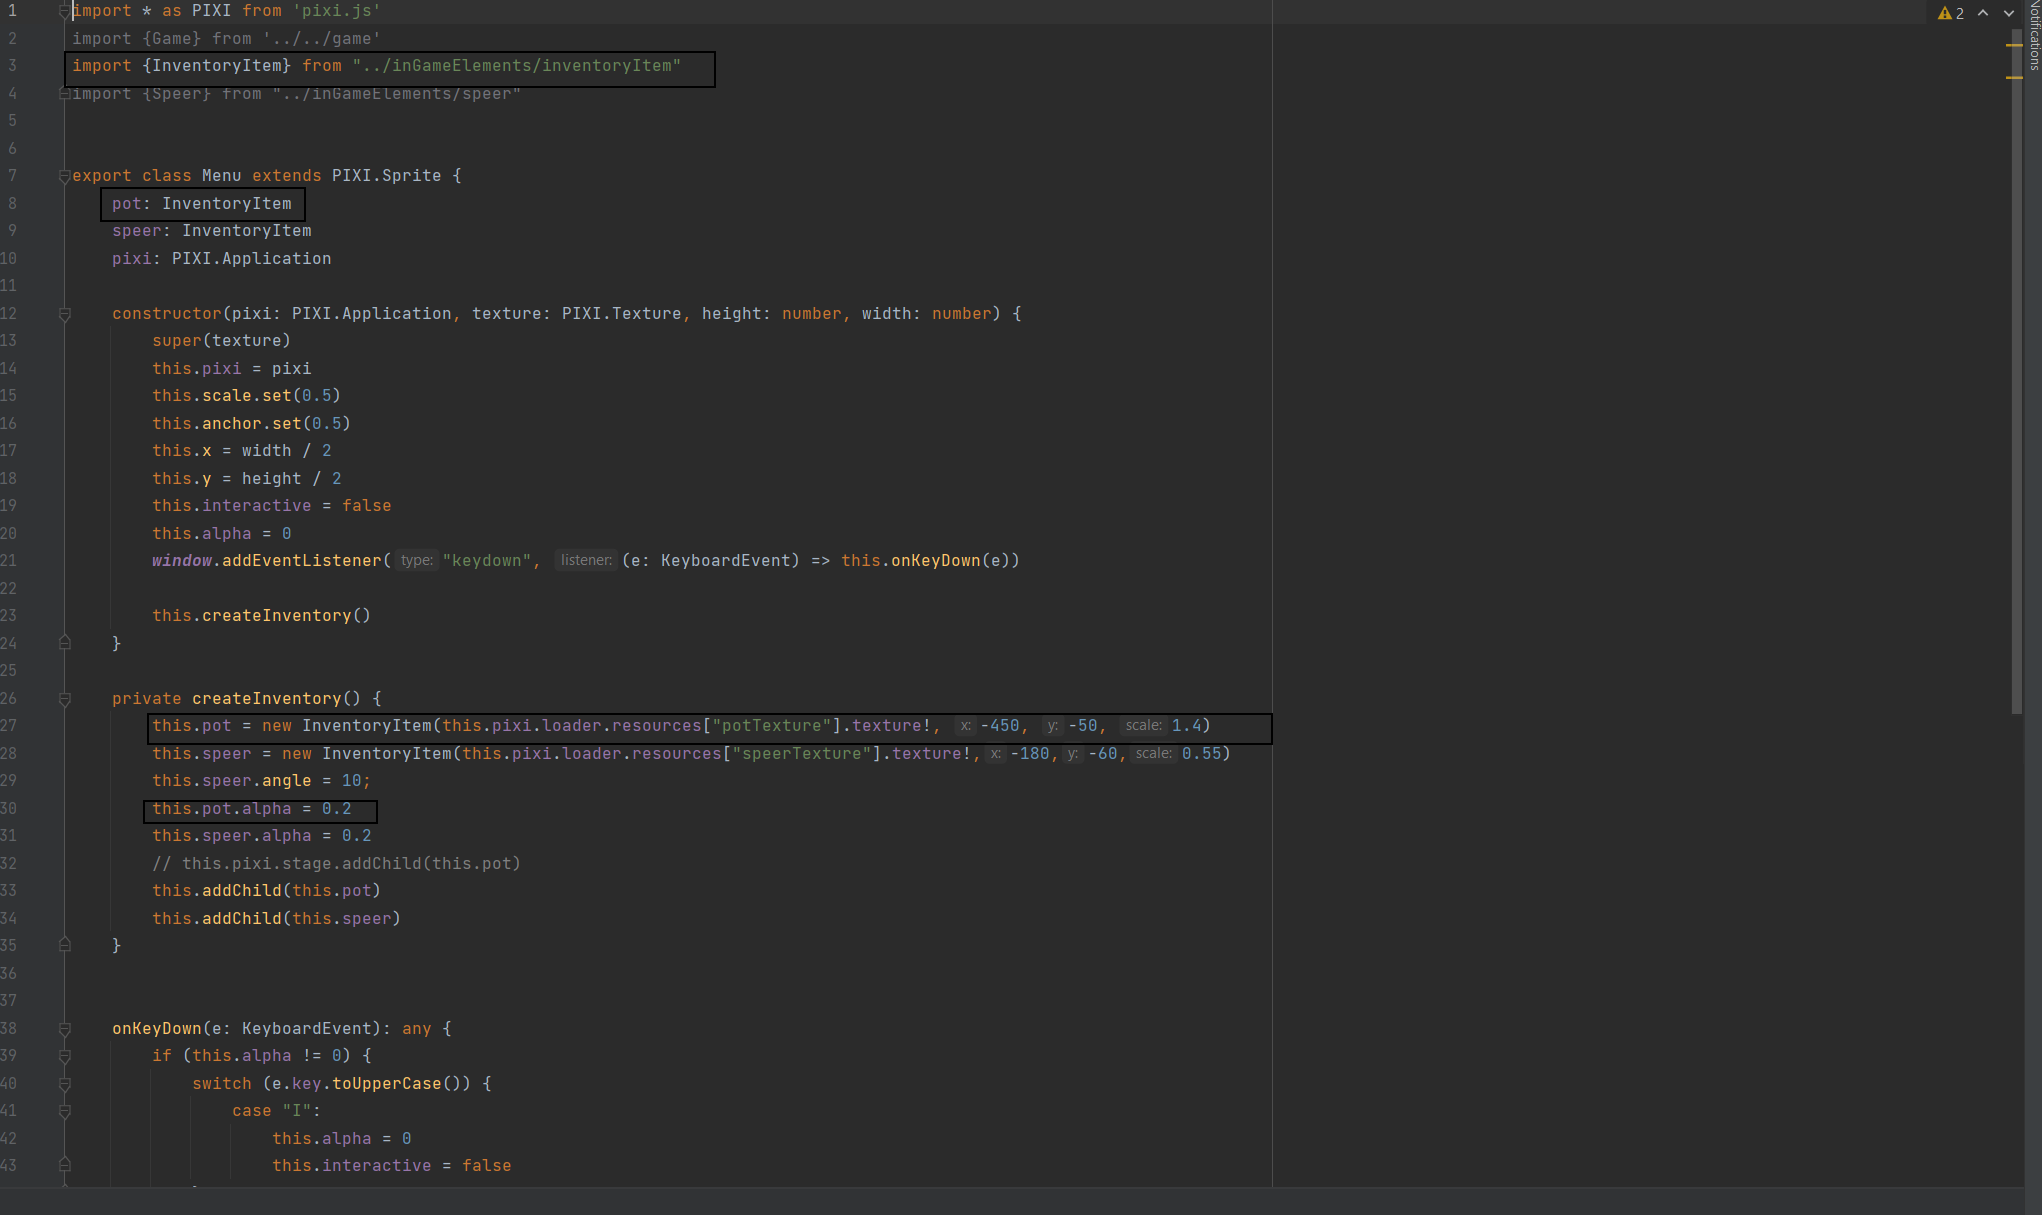 1 import * as PIXI from 'pixi.js'
2 import {Game} from '../../game'
3 import {InventoryItem} from "../inGameElements/inventoryItem"
4 import {Speer} from "../inGameElements/speer"
5
6
7 export class Menu extends PIXI.Sprite {
8 pot: InventoryItem
9 speer: InventoryItem
10 pixi: PIXI.Application
11
12 constructor(pixi: PIXI.Application, texture: PIXI.Texture, height: number, width: number) {
13 super(texture)
14 this.pixi = pixi
15 this.scale.set(0.5)
16 this.anchor.set(0.5)
17 this.x = width / 2
18 this.y = height / 2
19 this.interactive = false
20 this.alpha = 0
21 window.addEventListener( type: "keydown", listener: (e: KeyboardEvent) => this.onKeyDown(e))
22
23 this.createInventory()
24 }
25
26 private createInventory() {
27 this.pot = new InventoryItem(this.pixi.loader.resources["potTexture"].texture!, x: -450, y: -50, scale: 1.4)
28 this.speer = new InventoryItem(this.pixi.loader.resources["speerTexture"].texture!, x: -180, y: -60, scale: 0.55)
29 this.speer.angle = 10;
30 this.pot.alpha = 0.2
31 this.speer.alpha = 0.2
32 // this.pixi.stage.addChild(this.pot)
33 this.addChild(this.pot)
34 this.addChild(this.speer)
35 }
36
37
38 onKeyDown(e: KeyboardEvent): any {
39 if (this.alpha != 0) {
40 switch (e.key.toUpperCase()) {
41 case "I":
42 this.alpha = 0
43 this.interactive = false
2
Notifications